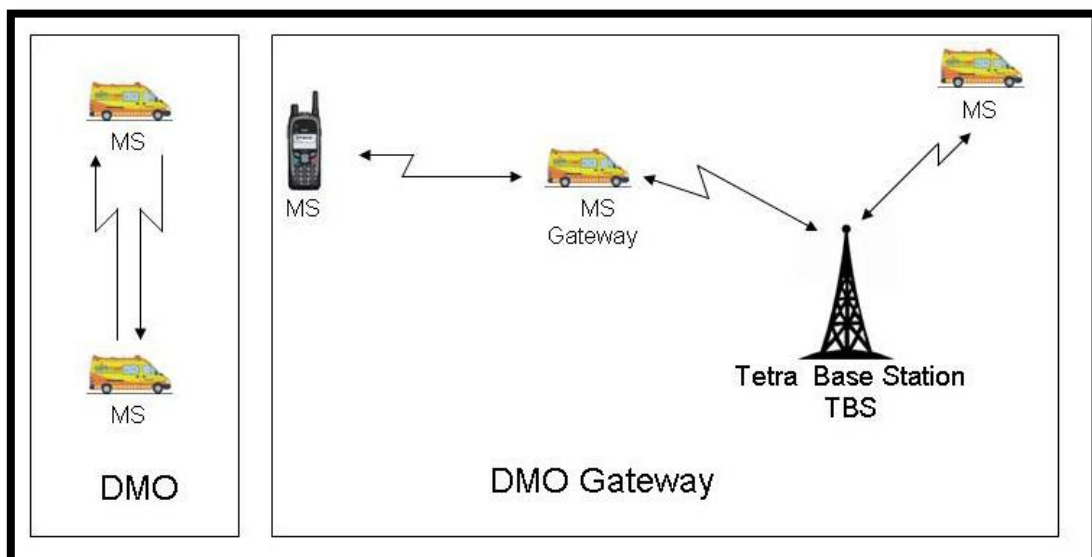 MS
MS
DMO
MS
MS
Gateway
MS
Tetra Base Station
TBS
DMO Gateway